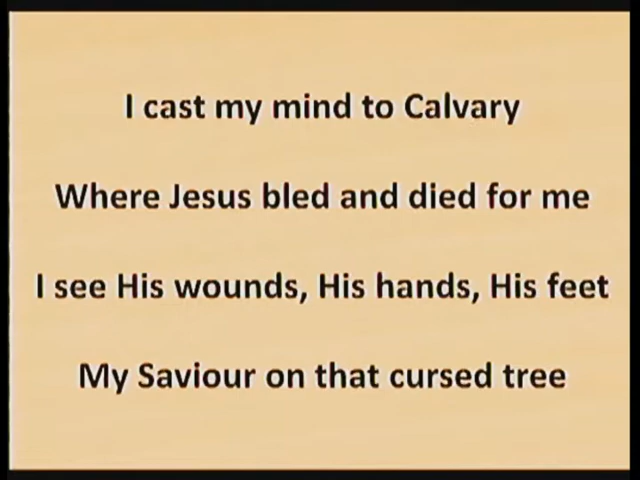 I cast my mind to Calvary
Where Jesus bled and died for me
I see His wounds, His hands, His feet
My Saviour on that cursed tree